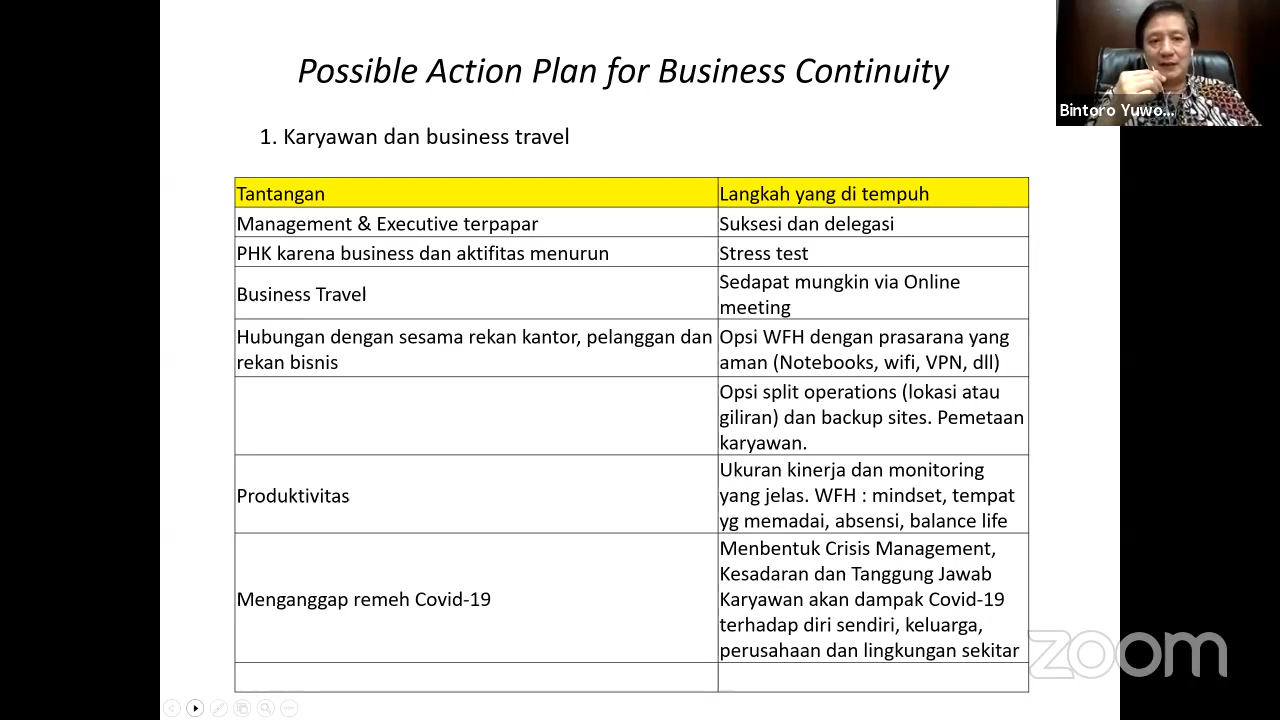 Possible Action Plan for Business Continuity
Bintoro Yuwo...
1. Karyawan dan business travel
Tantangan
Langkah yang di tempuh
Management & Executive terpapar
Suksesi dan delegasi
PHK karena business dan aktifitas menurun
Stress test
Business Travel
Sedapat mungkin via Online
meeting
Hubungan dengan sesama rekan kantor, pelanggan dan
rekan bisnis
Opsi WFH dengan prasarana yang
aman (Notebooks, wifi, VPN, dll)
Opsi split operations (lokasi atau
giliran) dan backup sites. Pemetaan
karyawan.
Produktivitas
Ukuran kinerja dan monitoring
yang jelas. WFH : mindset, tempat
yg memadai, absensi, balance life
Menganggap remeh Covid-19
Menbentuk Crisis Management,
Kesadaran dan Tanggung Jawab
Karyawan akan dampak Covid-19
terhadap diri sendiri, keluarga,
perusahaan dan lingkungan sekitar
zoom